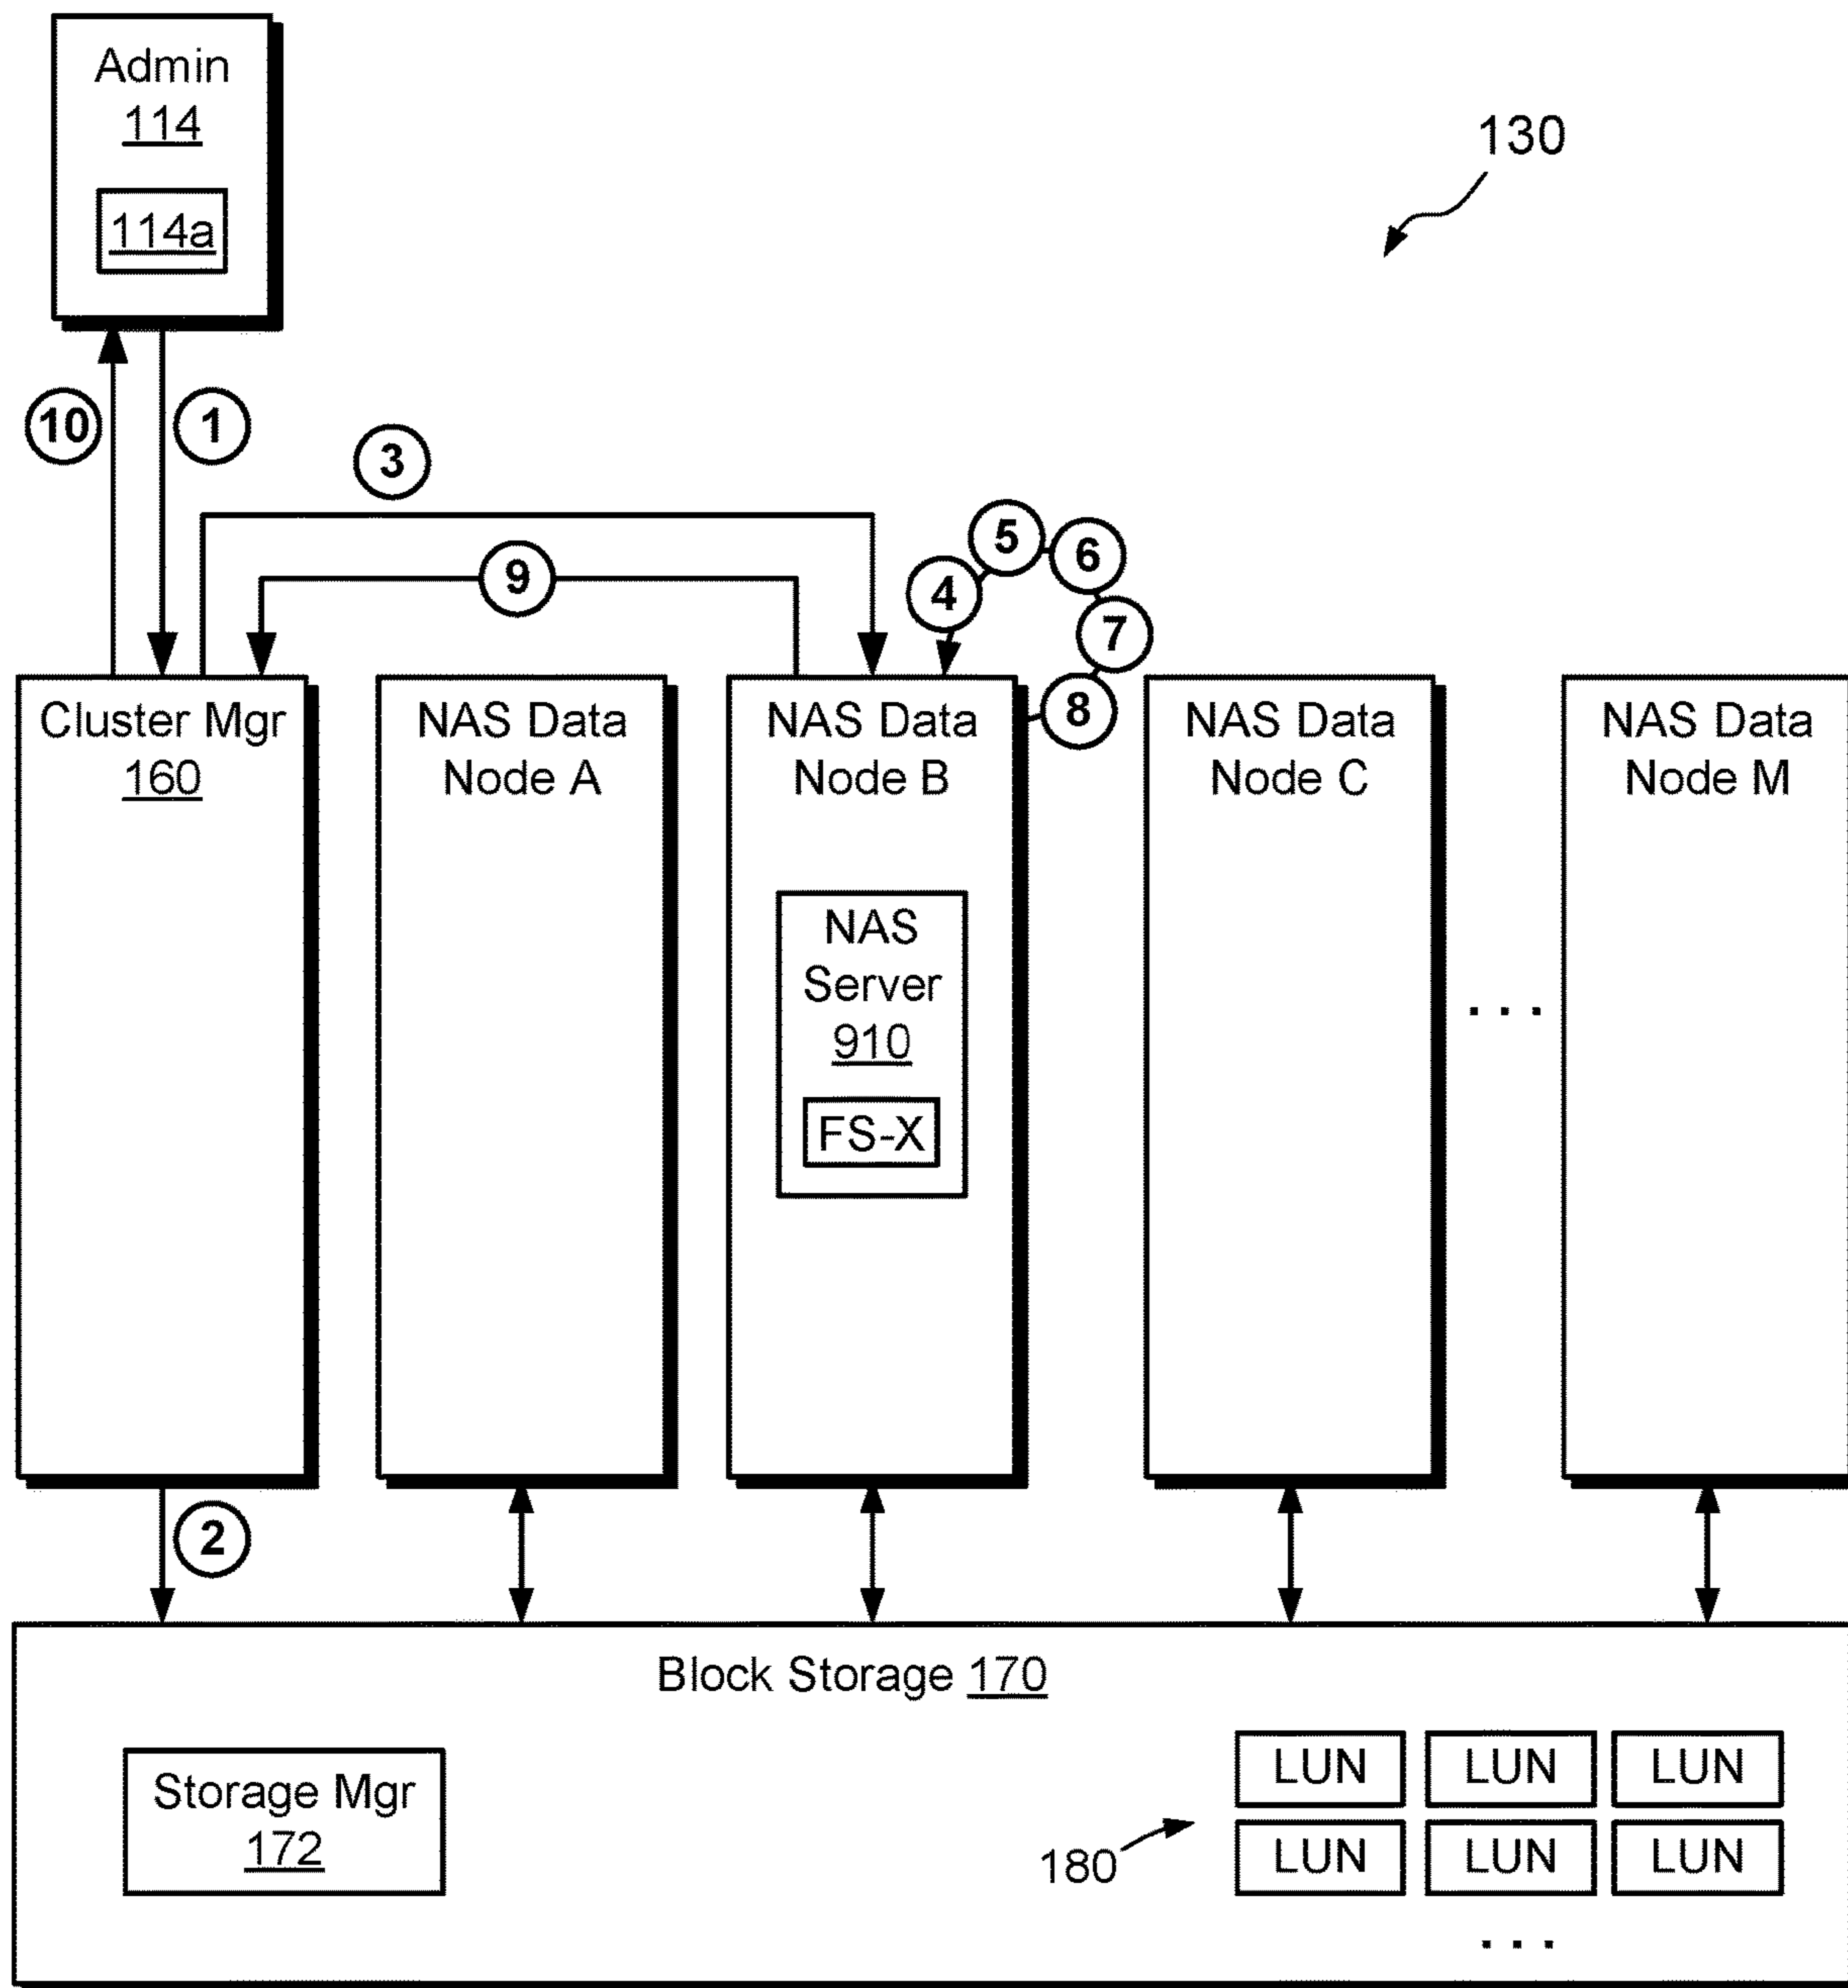 Admin
114
114a
130
10
1
3
9
5
6
4
7
8
Cluster Mgr
160
NAS Data
Node A
NAS Data
Node B
NAS Data
Node C
NAS Data
Node M
NAS
Server
910
FS-X
. . .
2
Block Storage 170
Storage Mgr
172
180
LUN LUN LUN
LUN LUN LUN
. . .